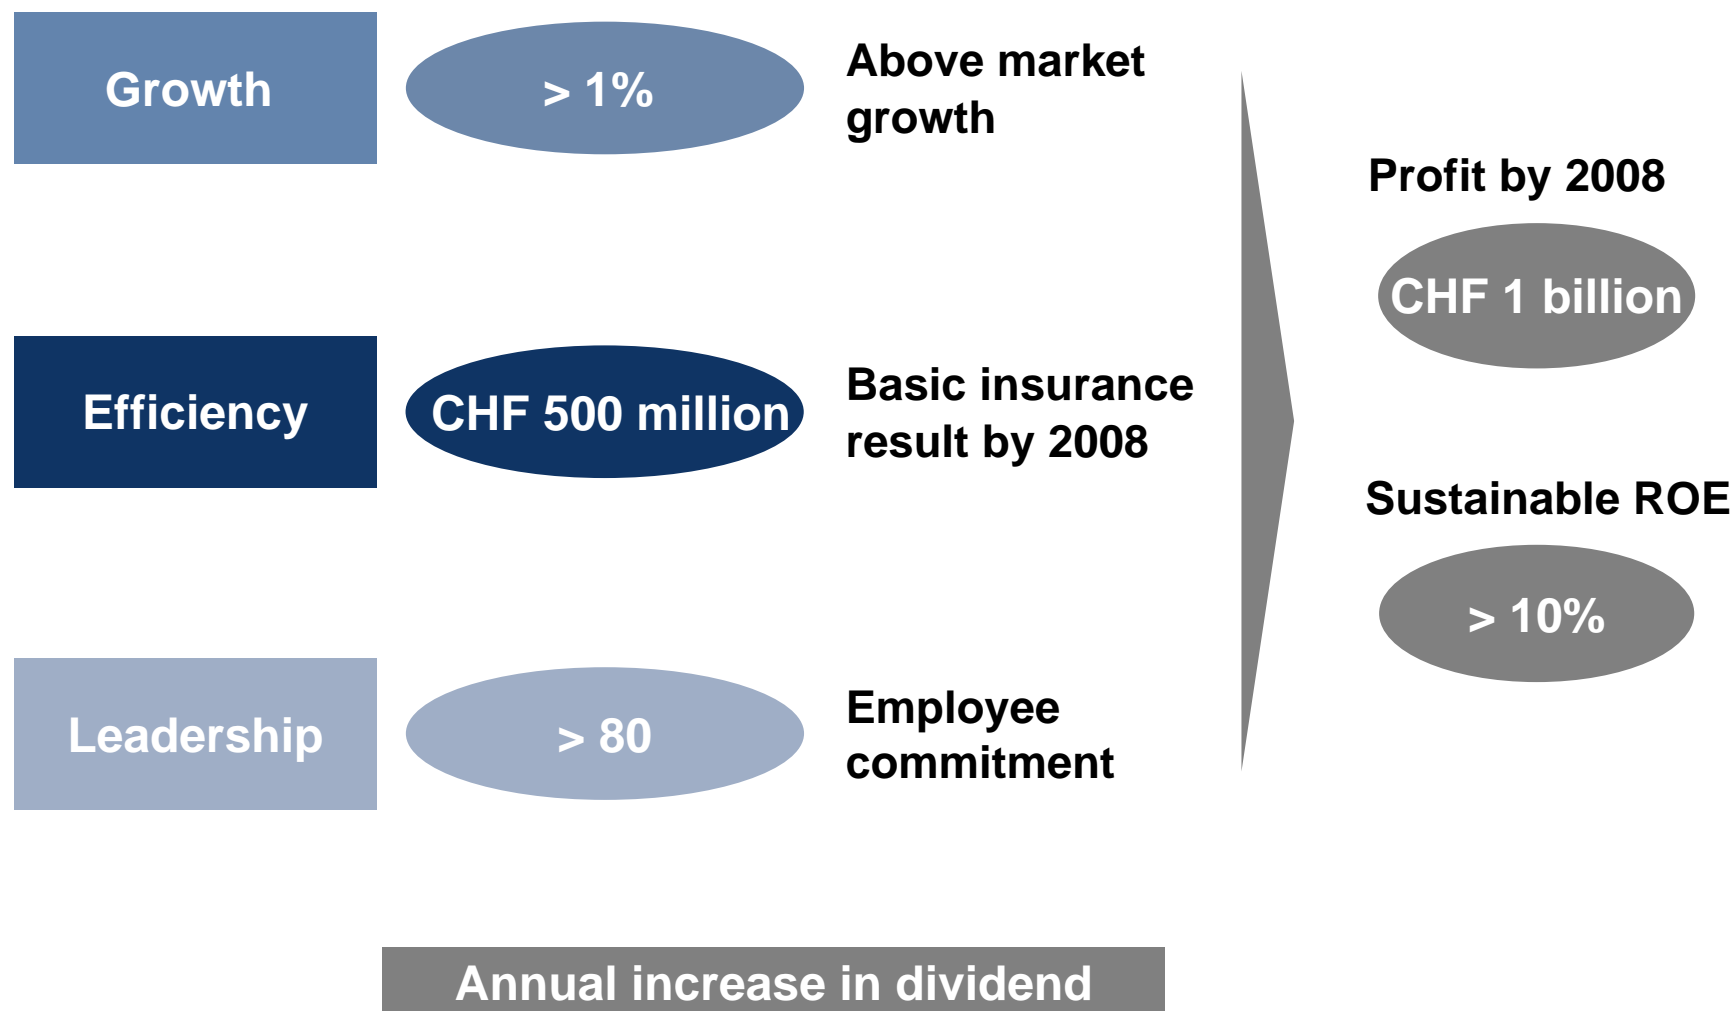 Growth
> 1%
Above market
growth
Efficiency
CHF 500 million
Basic insurance
result by 2008
Leadership
> 80
Employee
commitment
Profit by 2008
CHF 1 billion
Sustainable ROE
> 10%
Annual increase in dividend